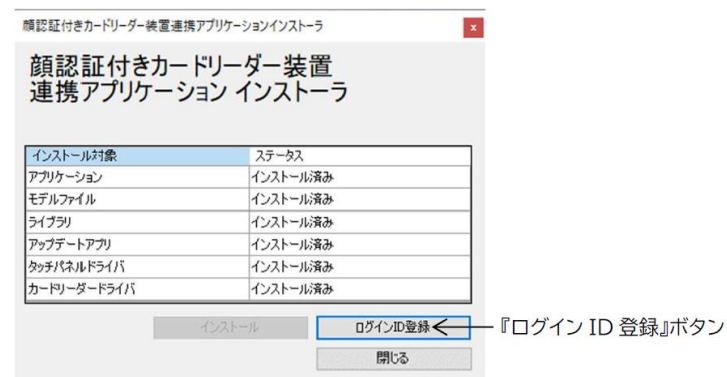 顔認証付きカードリーダー装置連携アプリケーションインストーラ
x
顔認証付きカードリーダー装置
連携アプリケーション インストーラ
インストール対象 ステータス
アプリケーション インストール済み
モデルファイル インストール済み
ライブラリ インストール済み
アップデートアプリ インストール済み
タッチパネルドライバ インストール済み
カードリーダードライバ インストール済み
インストール ログインID登録 『ログイン ID 登録』ボタン
閉じる